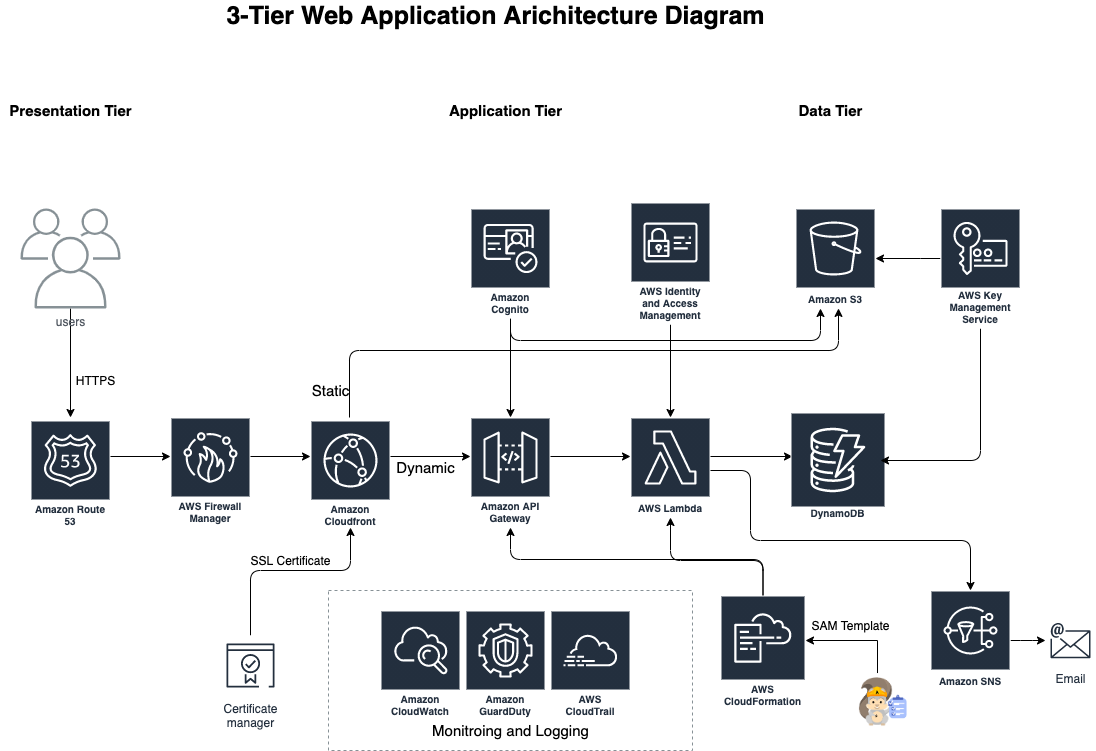 3-Tier Web Application Arichitecture Diagram
Presentation Tier
Application Tier
Data Tier
users
HTTPS
Amazon
Cognito
AWS Identity
and Access
Management
Amazon S3
AWS Key
Management
Service
Static
Dynamic
53
Amazon Route
53
AWS Firewall
Manager
Amazon
Cloudfront
</>
Amazon API
Gateway
AWS Lambda
DynamoDB
SSL Certificate
Certificate
manager
Amazon
CloudWatch
Amazon
GuardDuty
AWS
CloudTrail
Monitroing and Logging
AWS
CloudFormation
SAM Template
Amazon SNS
@
Email